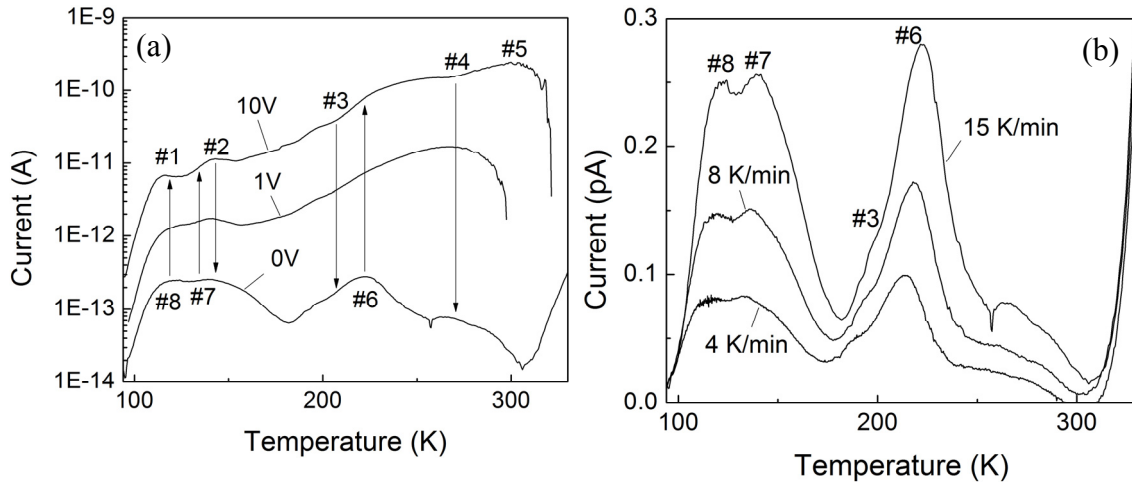 (a)
1E-9
1E-10
1E-11
1E-12
1E-13
1E-14
Current (A)
#1
#2
#3
#4
#5
10V
1V
0V
#8
#7
#6
100
200
300
Temperature (K)
(b)
0.3
0.2
0.1
0.0
Current (pA)
#8
#7
#6
#3
15 K/min
8 K/min
4 K/min
100
200
300
Temperature (K)